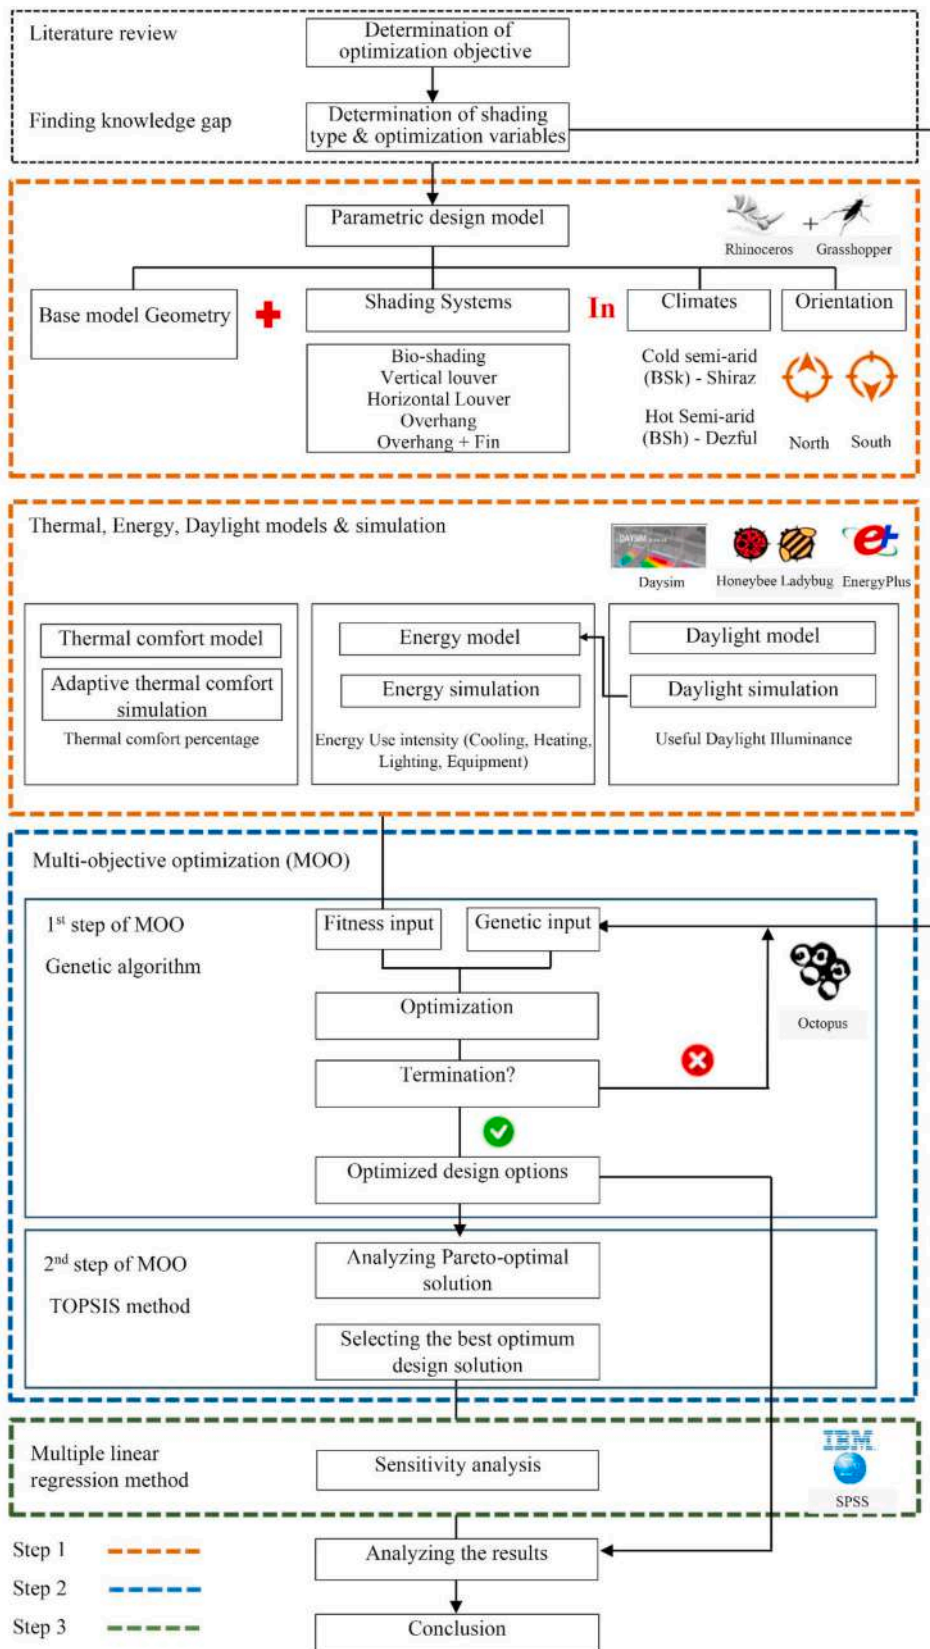 Literature review
Determination of
optimization objective
Finding knowledge gap
Determination of shading
type & optimization variables
Parametric design model
Rhinoceros
+
Grasshopper
Base model Geometry
Shading Systems
In
Climates
Orientation
Bio-shading
Vertical louver
Horizontal Louver
Overhang
Overhang + Fin
Cold semi-arid
(BSk) - Shiraz
Hot Semi-arid
(BSh) - Dezful
North
South
Thermal, Energy, Daylight models & simulation
DAYSIM
Daysim
Honeybee Ladybug
EnergyPlus
Thermal comfort model
Adaptive thermal comfort
simulation
Thermal comfort percentage
Energy model
Energy simulation
Energy Use intensity (Cooling, Heating,
Lighting, Equipment)
Daylight model
Daylight simulation
Useful Daylight Illuminance
Multi-objective optimization (MOO)
1st step of MOO
Genetic algorithm
Fitness input
Genetic input
Optimization
Octopus
Termination?
Optimized design options
2nd step of MOO
TOPSIS method
Analyzing Pareto-optimal
solution
Selecting the best optimum
design solution
Multiple linear
regression method
Sensitivity analysis
IBM
SPSS
Step 1
Step 2
Step 3
Analyzing the results
Conclusion